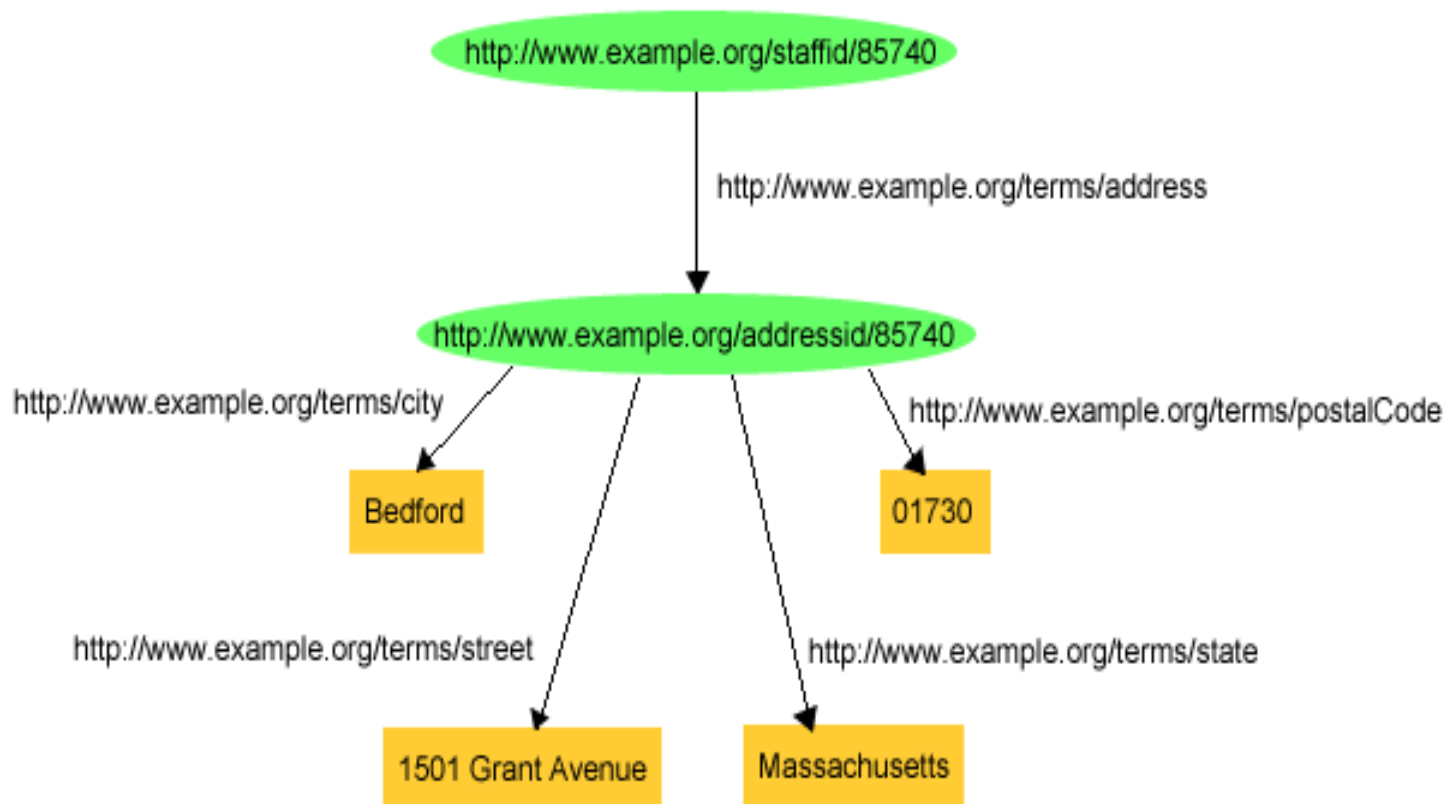 http://www.example.org/staffid/85740
http://www.example.org/terms/address
http://www.example.org/addressid/85740
http://www.example.org/terms/city
http://www.example.org/terms/postalCode
Bedford
01730
http://www.example.org/terms/street
http://www.example.org/terms/state
1501 Grant Avenue
Massachusetts